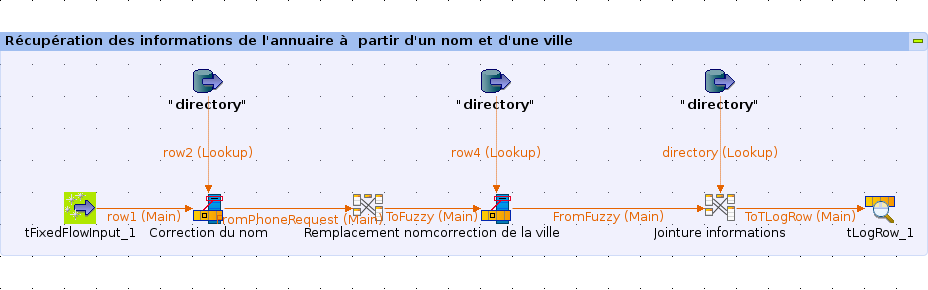 Récupération des informations de l'annuaire à  partir d'un nom et d'une ville
"directory"
"directory"
"directory"
row2 (Lookup)
row4 (Lookup)
directory (Lookup)
row1 (Main)
fromPhoneRequest (Main)
ToFuzzy (Main)
FromFuzzy (Main)
ToTLogRow (Main)
tFixedFlowInput_1
Correction du nom
Remplacement nom
correction de la ville
Jointure informations
tLogRow_1